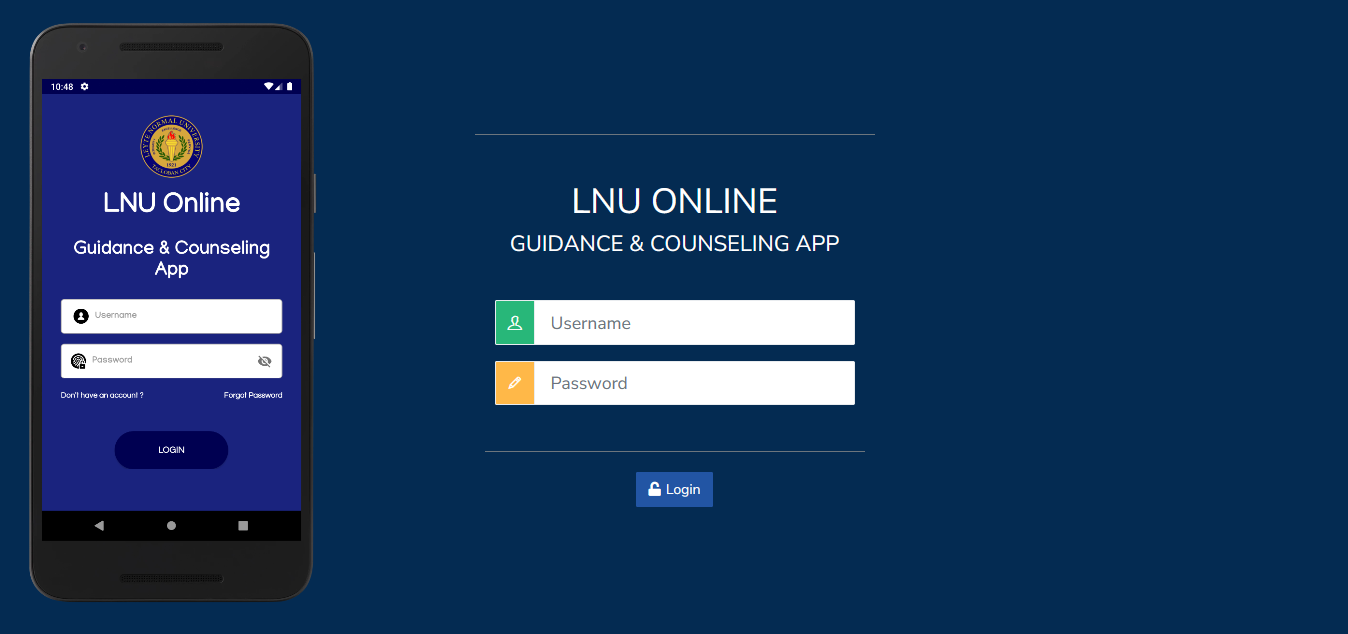 10:48
LEYTE NORMAL UNIVERSITY
1921
TACLOBAN CITY
LNU Online
Guidance & Counseling
App
Username
Password
Don't have an account ?
Forgot Password
LOGIN
LNU ONLINE
GUIDANCE & COUNSELING APP
Username
Password
Login